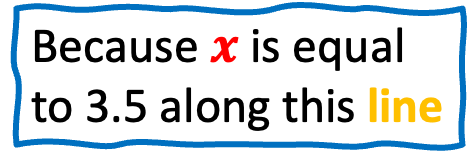 Because x is equal
to 3.5 along this line